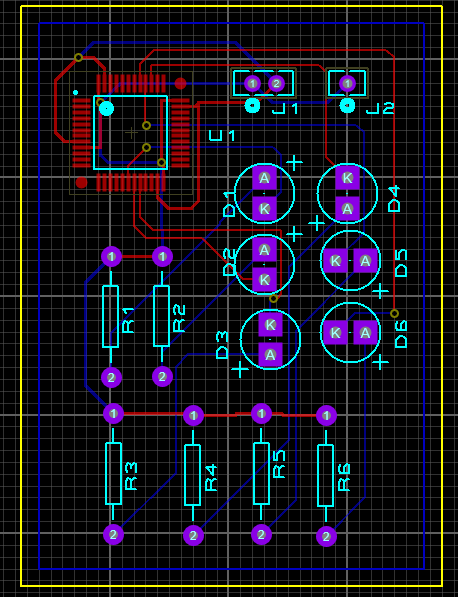 1 2 1
J1 J2
U1
A K
D1 K A D4
A K
D2 K A D5
1 1
R1 R2
K A
D3 K A D6
2 2
1 1 1 1
R3 R4 R5 R6
2 2 2 2